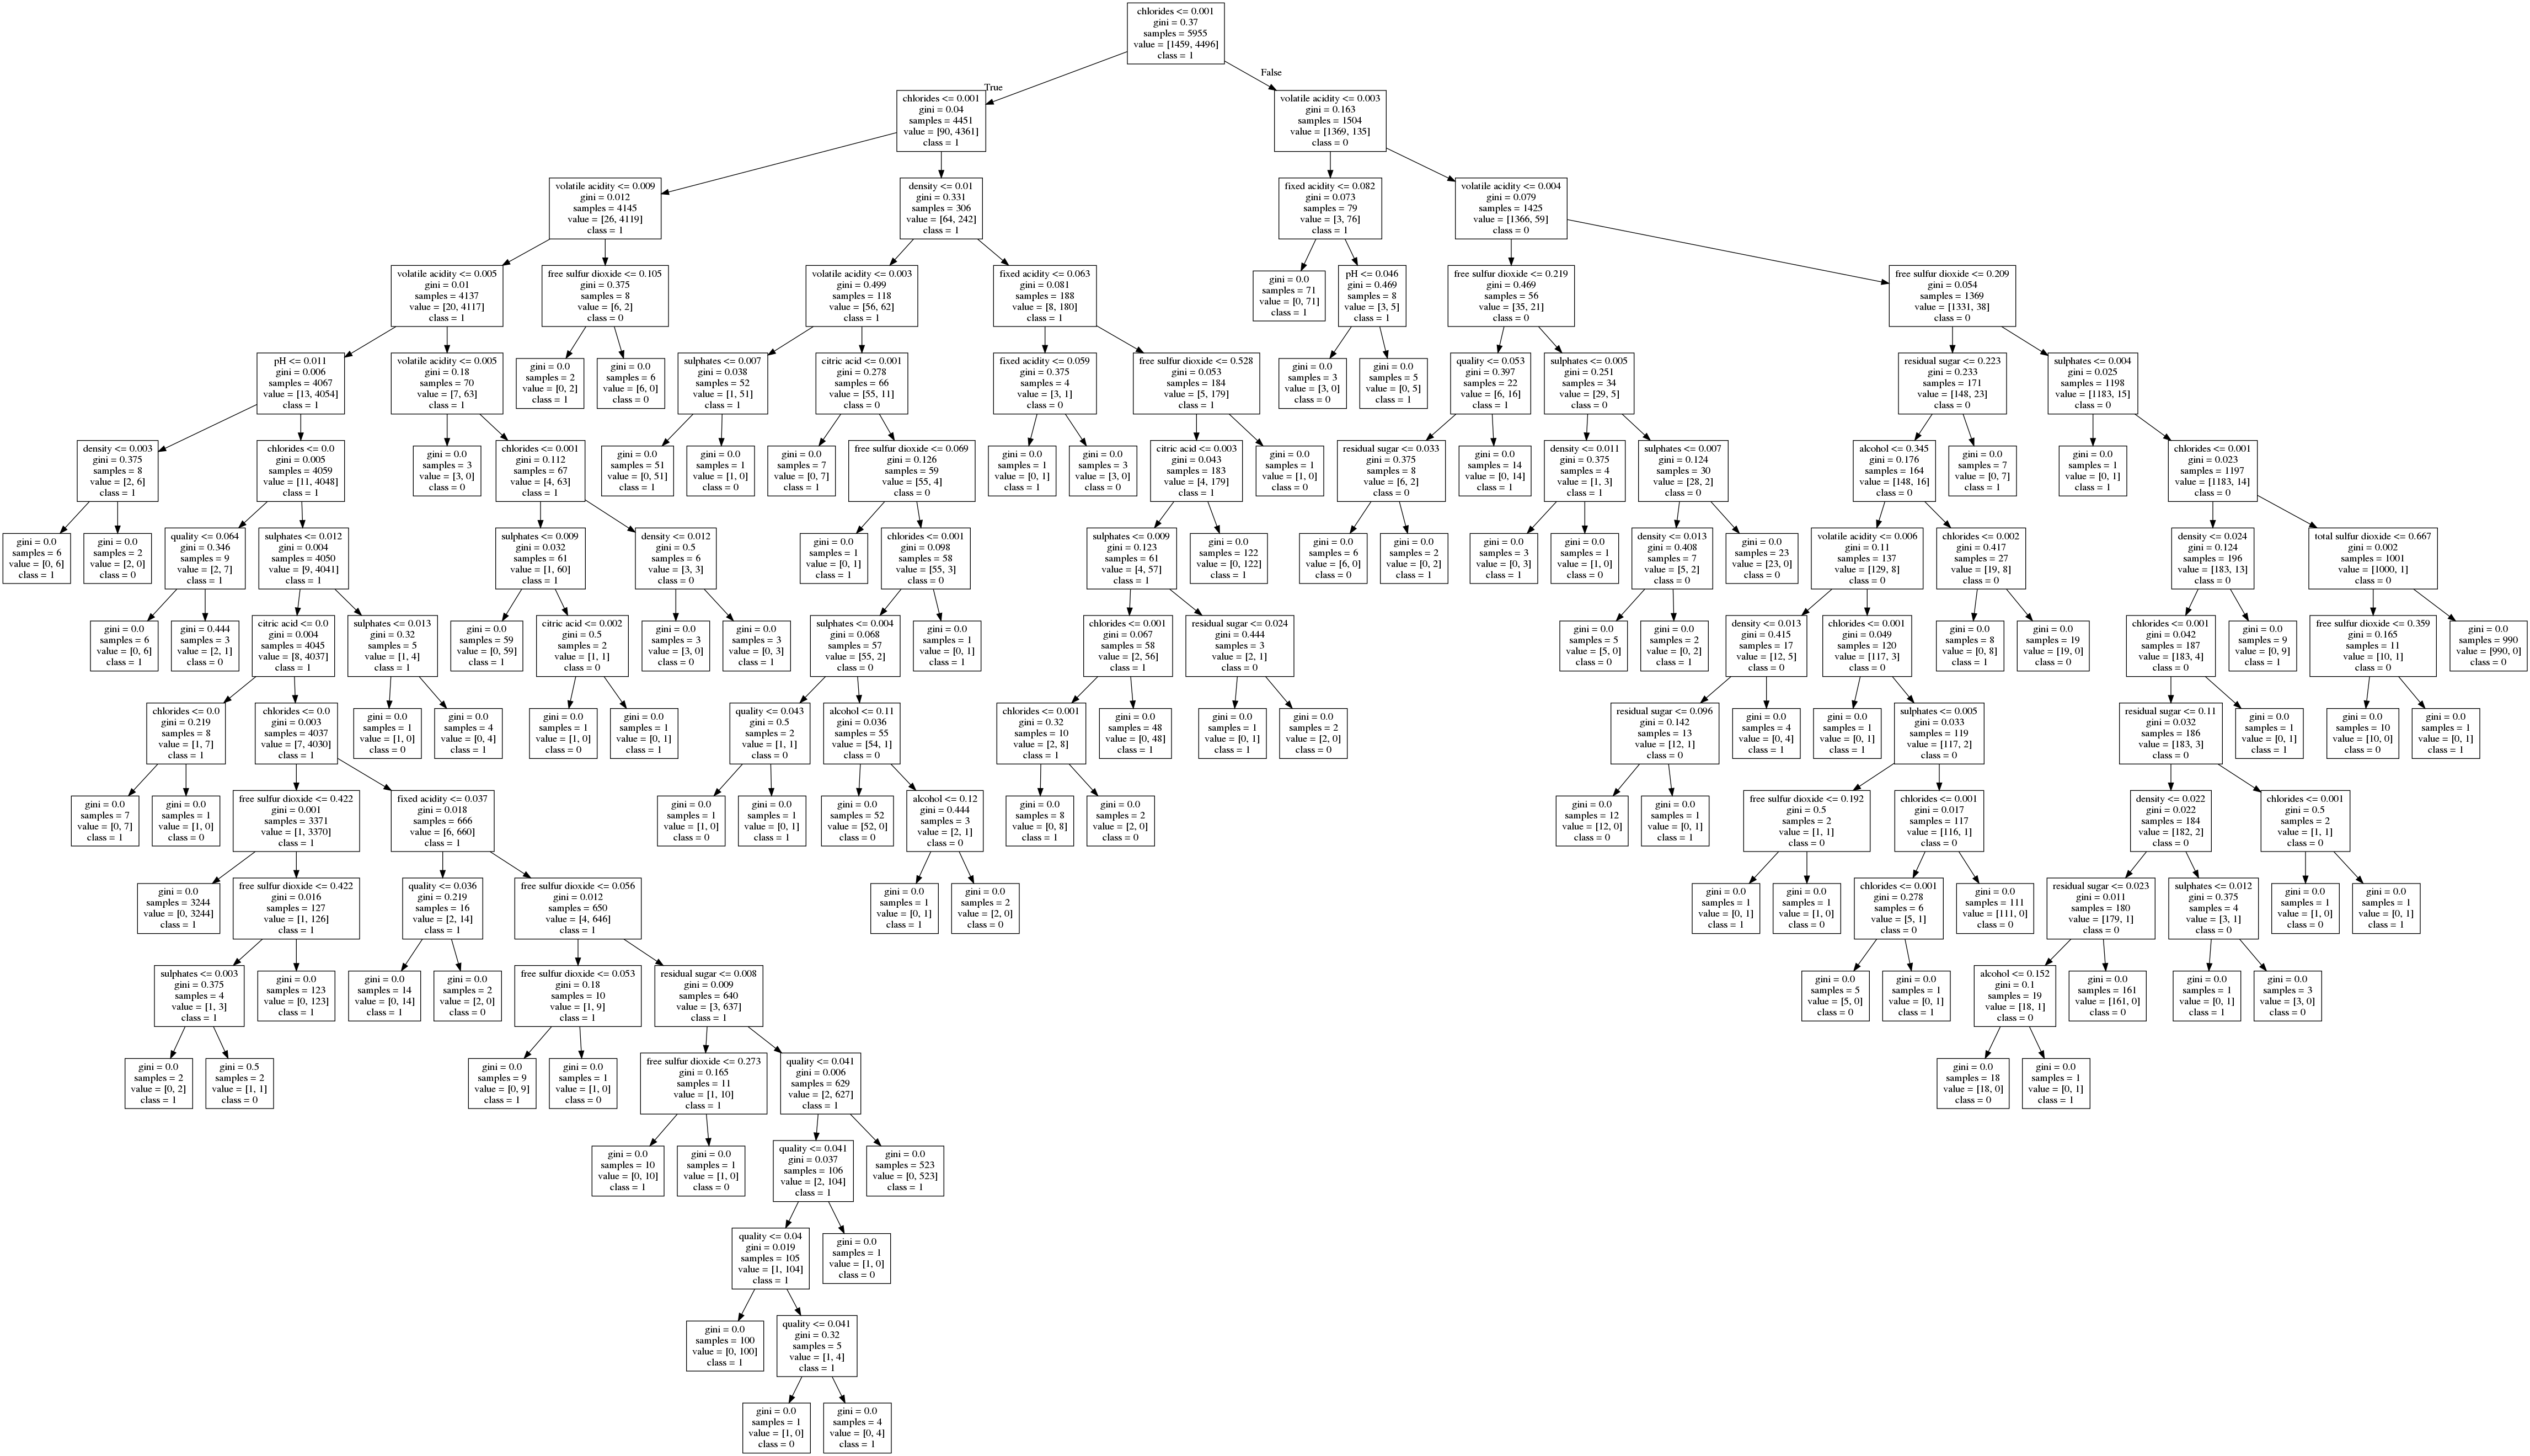 chlorides <= 0.001
gini = 0.37
samples = 5955
value = [1459, 4496]
class = 1
True
False
chlorides <= 0.001
gini = 0.04
samples = 4451
value = [90, 4361]
class = 1
volatile acidity <= 0.003
gini = 0.163
samples = 1504
value = [1369, 135]
class = 0
volatile acidity <= 0.009
gini = 0.012
samples = 4145
value = [26, 4119]
class = 1
density <= 0.01
gini = 0.331
samples = 306
value = [64, 242]
class = 1
fixed acidity <= 0.082
gini = 0.073
samples = 79
value = [3, 76]
class = 1
volatile acidity <= 0.004
gini = 0.079
samples = 1425
value = [1366, 59]
class = 0
volatile acidity <= 0.005
gini = 0.01
samples = 4137
value = [20, 4117]
class = 1
free sulfur dioxide <= 0.105
gini = 0.375
samples = 8
value = [6, 2]
class = 0
volatile acidity <= 0.003
gini = 0.499
samples = 118
value = [56, 62]
class = 1
fixed acidity <= 0.063
gini = 0.081
samples = 188
value = [8, 180]
class = 1
gini = 0.0
samples = 71
value = [0, 71]
class = 1
pH <= 0.046
gini = 0.469
samples = 8
value = [3, 5]
class = 1
free sulfur dioxide <= 0.219
gini = 0.469
samples = 56
value = [35, 21]
class = 0
free sulfur dioxide <= 0.209
gini = 0.054
samples = 1369
value = [1331, 38]
class = 0
pH <= 0.011
gini = 0.006
samples = 4067
value = [13, 4054]
class = 1
volatile acidity <= 0.005
gini = 0.18
samples = 70
value = [7, 63]
class = 1
gini = 0.0
samples = 2
value = [0, 2]
class = 1
gini = 0.0
samples = 6
value = [6, 0]
class = 0
sulphates <= 0.007
gini = 0.038
samples = 52
value = [1, 51]
class = 1
citric acid <= 0.001
gini = 0.278
samples = 66
value = [55, 11]
class = 0
fixed acidity <= 0.059
gini = 0.375
samples = 4
value = [3, 1]
class = 0
free sulfur dioxide <= 0.528
gini = 0.053
samples = 184
value = [5, 179]
class = 1
gini = 0.0
samples = 3
value = [3, 0]
class = 0
gini = 0.0
samples = 5
value = [0, 5]
class = 1
quality <= 0.053
gini = 0.397
samples = 22
value = [6, 16]
class = 1
sulphates <= 0.005
gini = 0.251
samples = 34
value = [29, 5]
class = 0
residual sugar <= 0.223
gini = 0.233
samples = 171
value = [148, 23]
class = 0
sulphates <= 0.004
gini = 0.025
samples = 1198
value = [1183, 15]
class = 0
density <= 0.003
gini = 0.375
samples = 8
value = [2, 6]
class = 1
chlorides <= 0.0
gini = 0.005
samples = 4059
value = [11, 4048]
class = 1
gini = 0.0
samples = 3
value = [3, 0]
class = 0
chlorides <= 0.001
gini = 0.112
samples = 67
value = [4, 63]
class = 1
gini = 0.0
samples = 51
value = [0, 51]
class = 1
gini = 0.0
samples = 1
value = [1, 0]
class = 0
gini = 0.0
samples = 7
value = [0, 7]
class = 1
free sulfur dioxide <= 0.069
gini = 0.126
samples = 59
value = [55, 4]
class = 0
gini = 0.0
samples = 1
value = [0, 1]
class = 1
gini = 0.0
samples = 3
value = [3, 0]
class = 0
citric acid <= 0.003
gini = 0.043
samples = 183
value = [4, 179]
class = 1
gini = 0.0
samples = 1
value = [1, 0]
class = 0
residual sugar <= 0.033
gini = 0.375
samples = 8
value = [6, 2]
class = 0
gini = 0.0
samples = 14
value = [0, 14]
class = 1
density <= 0.011
gini = 0.375
samples = 4
value = [1, 3]
class = 1
sulphates <= 0.007
gini = 0.124
samples = 30
value = [28, 2]
class = 0
alcohol <= 0.345
gini = 0.176
samples = 164
value = [148, 16]
class = 0
gini = 0.0
samples = 7
value = [0, 7]
class = 1
gini = 0.0
samples = 1
value = [0, 1]
class = 1
chlorides <= 0.001
gini = 0.023
samples = 1197
value = [1183, 14]
class = 0
gini = 0.0
samples = 6
value = [0, 6]
class = 1
gini = 0.0
samples = 2
value = [2, 0]
class = 0
quality <= 0.064
gini = 0.346
samples = 9
value = [2, 7]
class = 1
sulphates <= 0.012
gini = 0.004
samples = 4050
value = [9, 4041]
class = 1
sulphates <= 0.009
gini = 0.032
samples = 61
value = [1, 60]
class = 1
density <= 0.012
gini = 0.5
samples = 6
value = [3, 3]
class = 0
gini = 0.0
samples = 1
value = [0, 1]
class = 1
chlorides <= 0.001
gini = 0.098
samples = 58
value = [55, 3]
class = 0
sulphates <= 0.009
gini = 0.123
samples = 61
value = [4, 57]
class = 1
gini = 0.0
samples = 122
value = [0, 122]
class = 1
gini = 0.0
samples = 6
value = [6, 0]
class = 0
gini = 0.0
samples = 2
value = [0, 2]
class = 1
gini = 0.0
samples = 3
value = [0, 3]
class = 1
gini = 0.0
samples = 1
value = [1, 0]
class = 0
density <= 0.013
gini = 0.408
samples = 7
value = [5, 2]
class = 0
gini = 0.0
samples = 23
value = [23, 0]
class = 0
volatile acidity <= 0.006
gini = 0.11
samples = 137
value = [129, 8]
class = 0
chlorides <= 0.002
gini = 0.417
samples = 27
value = [19, 8]
class = 0
density <= 0.024
gini = 0.124
samples = 196
value = [183, 13]
class = 0
total sulfur dioxide <= 0.667
gini = 0.002
samples = 1001
value = [1000, 1]
class = 0
gini = 0.0
samples = 6
value = [0, 6]
class = 1
gini = 0.444
samples = 3
value = [2, 1]
class = 0
citric acid <= 0.0
gini = 0.004
samples = 4045
value = [8, 4037]
class = 1
sulphates <= 0.013
gini = 0.32
samples = 5
value = [1, 4]
class = 1
gini = 0.0
samples = 59
value = [0, 59]
class = 1
citric acid <= 0.002
gini = 0.5
samples = 2
value = [1, 1]
class = 0
gini = 0.0
samples = 3
value = [3, 0]
class = 0
gini = 0.0
samples = 3
value = [0, 3]
class = 1
sulphates <= 0.004
gini = 0.068
samples = 57
value = [55, 2]
class = 0
gini = 0.0
samples = 1
value = [0, 1]
class = 1
chlorides <= 0.001
gini = 0.067
samples = 58
value = [2, 56]
class = 1
residual sugar <= 0.024
gini = 0.444
samples = 3
value = [2, 1]
class = 0
gini = 0.0
samples = 5
value = [5, 0]
class = 0
gini = 0.0
samples = 2
value = [0, 2]
class = 1
density <= 0.013
gini = 0.415
samples = 17
value = [12, 5]
class = 0
chlorides <= 0.001
gini = 0.049
samples = 120
value = [117, 3]
class = 0
gini = 0.0
samples = 8
value = [0, 8]
class = 1
gini = 0.0
samples = 19
value = [19, 0]
class = 0
chlorides <= 0.001
gini = 0.042
samples = 187
value = [183, 4]
class = 0
gini = 0.0
samples = 9
value = [0, 9]
class = 1
free sulfur dioxide <= 0.359
gini = 0.165
samples = 11
value = [10, 1]
class = 0
gini = 0.0
samples = 990
value = [990, 0]
class = 0
chlorides <= 0.0
gini = 0.219
samples = 8
value = [1, 7]
class = 1
chlorides <= 0.0
gini = 0.003
samples = 4037
value = [7, 4030]
class = 1
gini = 0.0
samples = 1
value = [1, 0]
class = 0
gini = 0.0
samples = 4
value = [0, 4]
class = 1
gini = 0.0
samples = 1
value = [1, 0]
class = 0
gini = 0.0
samples = 1
value = [0, 1]
class = 1
quality <= 0.043
gini = 0.5
samples = 2
value = [1, 1]
class = 0
alcohol <= 0.11
gini = 0.036
samples = 55
value = [54, 1]
class = 0
chlorides <= 0.001
gini = 0.32
samples = 10
value = [2, 8]
class = 1
gini = 0.0
samples = 48
value = [0, 48]
class = 1
gini = 0.0
samples = 1
value = [0, 1]
class = 1
gini = 0.0
samples = 2
value = [2, 0]
class = 0
residual sugar <= 0.096
gini = 0.142
samples = 13
value = [12, 1]
class = 0
gini = 0.0
samples = 4
value = [0, 4]
class = 1
gini = 0.0
samples = 1
value = [0, 1]
class = 1
sulphates <= 0.005
gini = 0.033
samples = 119
value = [117, 2]
class = 0
residual sugar <= 0.11
gini = 0.032
samples = 186
value = [183, 3]
class = 0
gini = 0.0
samples = 1
value = [0, 1]
class = 1
gini = 0.0
samples = 10
value = [10, 0]
class = 0
gini = 0.0
samples = 1
value = [0, 1]
class = 1
gini = 0.0
samples = 7
value = [0, 7]
class = 1
gini = 0.0
samples = 1
value = [1, 0]
class = 0
free sulfur dioxide <= 0.422
gini = 0.001
samples = 3371
value = [1, 3370]
class = 1
fixed acidity <= 0.037
gini = 0.018
samples = 666
value = [6, 660]
class = 1
gini = 0.0
samples = 1
value = [1, 0]
class = 0
gini = 0.0
samples = 1
value = [0, 1]
class = 1
gini = 0.0
samples = 52
value = [52, 0]
class = 0
alcohol <= 0.12
gini = 0.444
samples = 3
value = [2, 1]
class = 0
gini = 0.0
samples = 8
value = [0, 8]
class = 1
gini = 0.0
samples = 2
value = [2, 0]
class = 0
gini = 0.0
samples = 12
value = [12, 0]
class = 0
gini = 0.0
samples = 1
value = [0, 1]
class = 1
free sulfur dioxide <= 0.192
gini = 0.5
samples = 2
value = [1, 1]
class = 0
chlorides <= 0.001
gini = 0.017
samples = 117
value = [116, 1]
class = 0
density <= 0.022
gini = 0.022
samples = 184
value = [182, 2]
class = 0
chlorides <= 0.001
gini = 0.5
samples = 2
value = [1, 1]
class = 0
gini = 0.0
samples = 3244
value = [0, 3244]
class = 1
free sulfur dioxide <= 0.422
gini = 0.016
samples = 127
value = [1, 126]
class = 1
quality <= 0.036
gini = 0.219
samples = 16
value = [2, 14]
class = 1
free sulfur dioxide <= 0.056
gini = 0.012
samples = 650
value = [4, 646]
class = 1
gini = 0.0
samples = 1
value = [0, 1]
class = 1
gini = 0.0
samples = 2
value = [2, 0]
class = 0
gini = 0.0
samples = 1
value = [0, 1]
class = 1
gini = 0.0
samples = 1
value = [1, 0]
class = 0
chlorides <= 0.001
gini = 0.278
samples = 6
value = [5, 1]
class = 0
gini = 0.0
samples = 111
value = [111, 0]
class = 0
residual sugar <= 0.023
gini = 0.011
samples = 180
value = [179, 1]
class = 0
sulphates <= 0.012
gini = 0.375
samples = 4
value = [3, 1]
class = 0
gini = 0.0
samples = 1
value = [1, 0]
class = 0
gini = 0.0
samples = 1
value = [0, 1]
class = 1
sulphates <= 0.003
gini = 0.375
samples = 4
value = [1, 3]
class = 1
gini = 0.0
samples = 123
value = [0, 123]
class = 1
gini = 0.0
samples = 14
value = [0, 14]
class = 1
gini = 0.0
samples = 2
value = [2, 0]
class = 0
free sulfur dioxide <= 0.053
gini = 0.18
samples = 10
value = [1, 9]
class = 1
residual sugar <= 0.008
gini = 0.009
samples = 640
value = [3, 637]
class = 1
gini = 0.0
samples = 5
value = [5, 0]
class = 0
gini = 0.0
samples = 1
value = [0, 1]
class = 1
alcohol <= 0.152
gini = 0.1
samples = 19
value = [18, 1]
class = 0
gini = 0.0
samples = 161
value = [161, 0]
class = 0
gini = 0.0
samples = 1
value = [0, 1]
class = 1
gini = 0.0
samples = 3
value = [3, 0]
class = 0
gini = 0.0
samples = 2
value = [0, 2]
class = 1
gini = 0.5
samples = 2
value = [1, 1]
class = 0
gini = 0.0
samples = 9
value = [0, 9]
class = 1
gini = 0.0
samples = 1
value = [1, 0]
class = 0
free sulfur dioxide <= 0.273
gini = 0.165
samples = 11
value = [1, 10]
class = 1
quality <= 0.041
gini = 0.006
samples = 629
value = [2, 627]
class = 1
gini = 0.0
samples = 18
value = [18, 0]
class = 0
gini = 0.0
samples = 1
value = [0, 1]
class = 1
gini = 0.0
samples = 10
value = [0, 10]
class = 1
gini = 0.0
samples = 1
value = [1, 0]
class = 0
quality <= 0.041
gini = 0.037
samples = 106
value = [2, 104]
class = 1
gini = 0.0
samples = 523
value = [0, 523]
class = 1
quality <= 0.04
gini = 0.019
samples = 105
value = [1, 104]
class = 1
gini = 0.0
samples = 1
value = [1, 0]
class = 0
gini = 0.0
samples = 100
value = [0, 100]
class = 1
quality <= 0.041
gini = 0.32
samples = 5
value = [1, 4]
class = 1
gini = 0.0
samples = 1
value = [1, 0]
class = 0
gini = 0.0
samples = 4
value = [0, 4]
class = 1